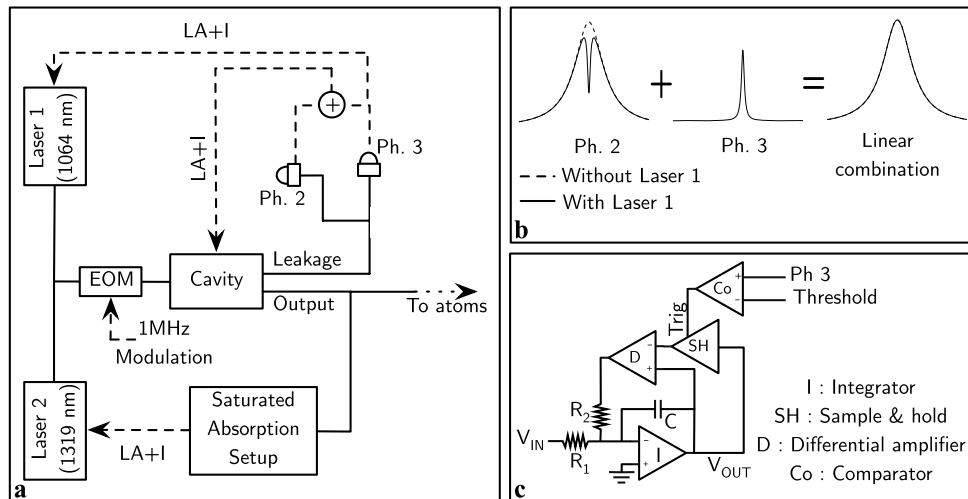 LA+I
Laser 1
(1064 nm)
LA+I
+
Ph. 3
Ph. 2
EOM
Cavity
Leakage
Output
To atoms
1MHz
Modulation
Laser 2
(1319 nm)
LA+I
Saturated
Absorption
Setup
a
+
=
Ph. 2
Ph. 3
Linear
combination
Without Laser 1
With Laser 1
b
Ph 3
Threshold
+
−
Co
Trig
SH
−
+
D
R2
C
VIN
R1
−
+
I
VOUT
I : Integrator
SH : Sample & hold
D : Differential amplifier
Co : Comparator
c